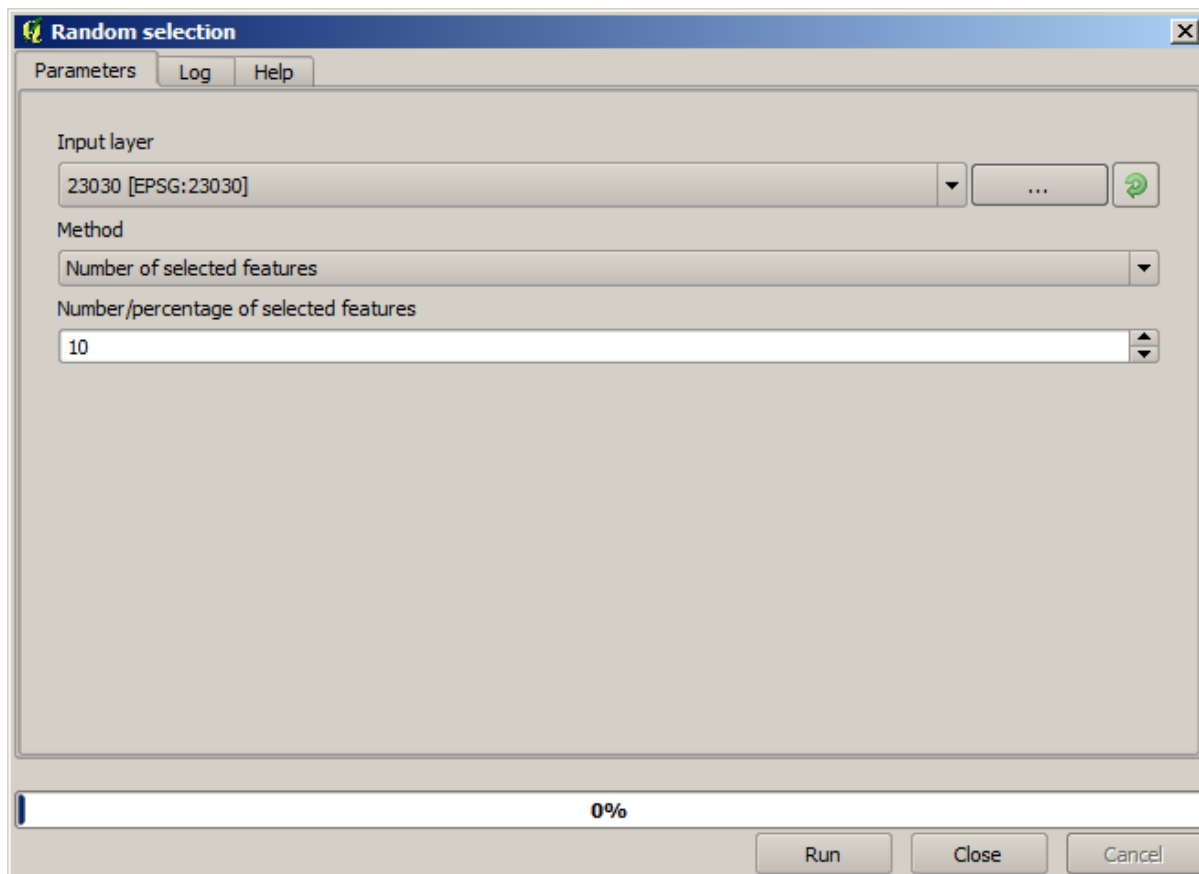 Random selection
Parameters Log Help
Input layer
23030 [EPSG:23030]
...
Method
Number of selected features
Number/percentage of selected features
10
0%
Run Close Cancel